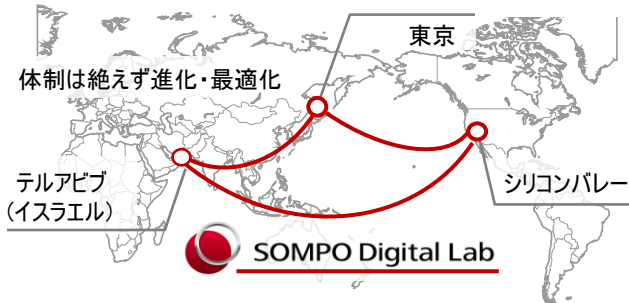 東京
体制は絶えず進化・最適化
テルアビブ
(イスラエル)
シリコンバレー
SOMPO Digital Lab